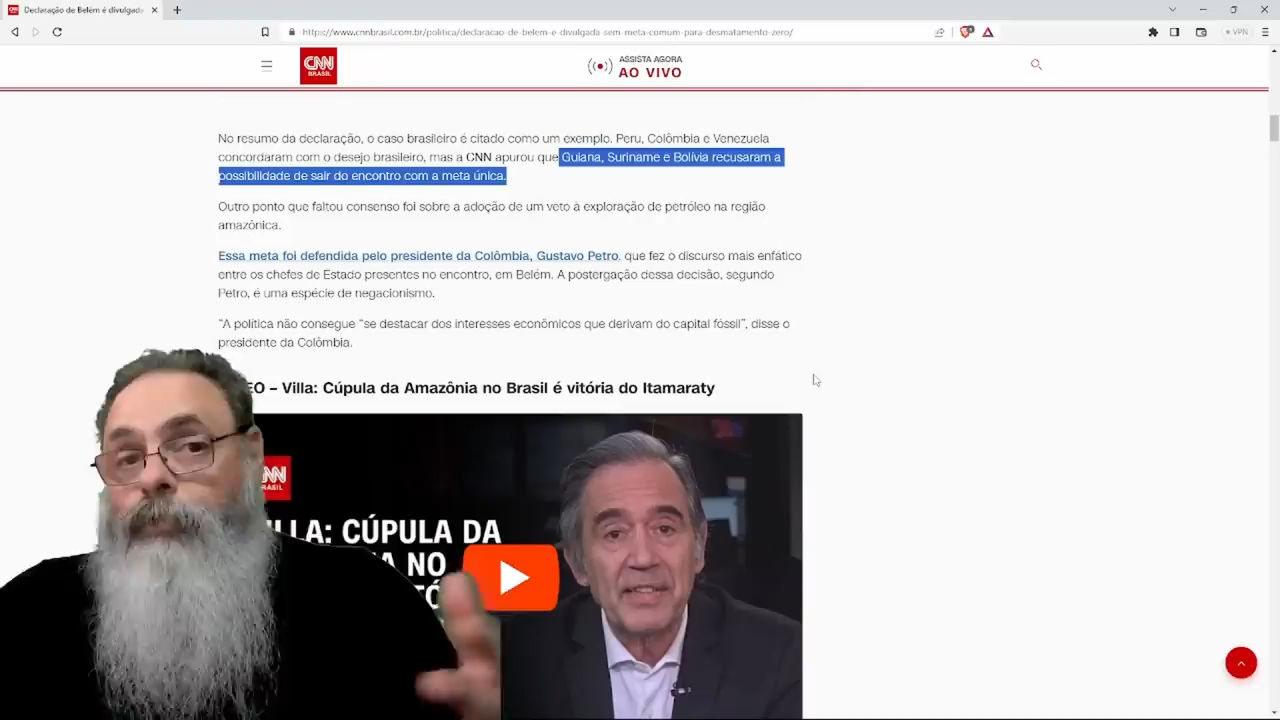 Declaração de Belém é divulgada
https://www.cnnbrasil.com.br/politica/declaracao-de-belem-e-divulgada-sem-meta-comum-para-desmatamento-zero/
VPN
CNN
BRASIL
ASSISTA AGORA
AO VIVO
No resumo da declaração, o caso brasileiro é citado como um exemplo. Peru, Colômbia e Venezuela
concordaram com o desejo brasileiro, mas a CNN apurou que Guiana, Suriname e Bolívia recusaram a
possibilidade de sair do encontro com a meta única.
Outro ponto que faltou consenso foi sobre a adoção de um veto à exploração de petróleo na região
amazônica.
Essa meta foi defendida pelo presidente da Colômbia, Gustavo Petro, que fez o discurso mais enfático
entre os chefes de Estado presentes no encontro, em Belém. A postergação dessa decisão, segundo
Petro, é uma espécie de negacionismo.
“A política não consegue “se destacar dos interesses econômicos que derivam do capital fóssil”, disse o
presidente da Colômbia.
EO – Villa: Cúpula da Amazônia no Brasil é vitória do Itamaraty
CNN
RASIL
ILLA: CÚPULA DA
NO